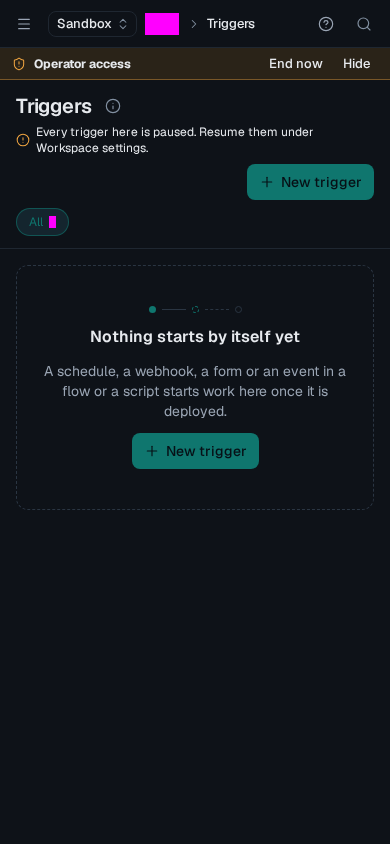 Sandbox
Triggers
Operator access
End now
Hide
Triggers
Every trigger here is paused. Resume them under
Workspace settings.
New trigger
All
Nothing starts by itself yet
A schedule, a webhook, a form or an event in a
flow or a script starts work here once it is
deployed.
New trigger